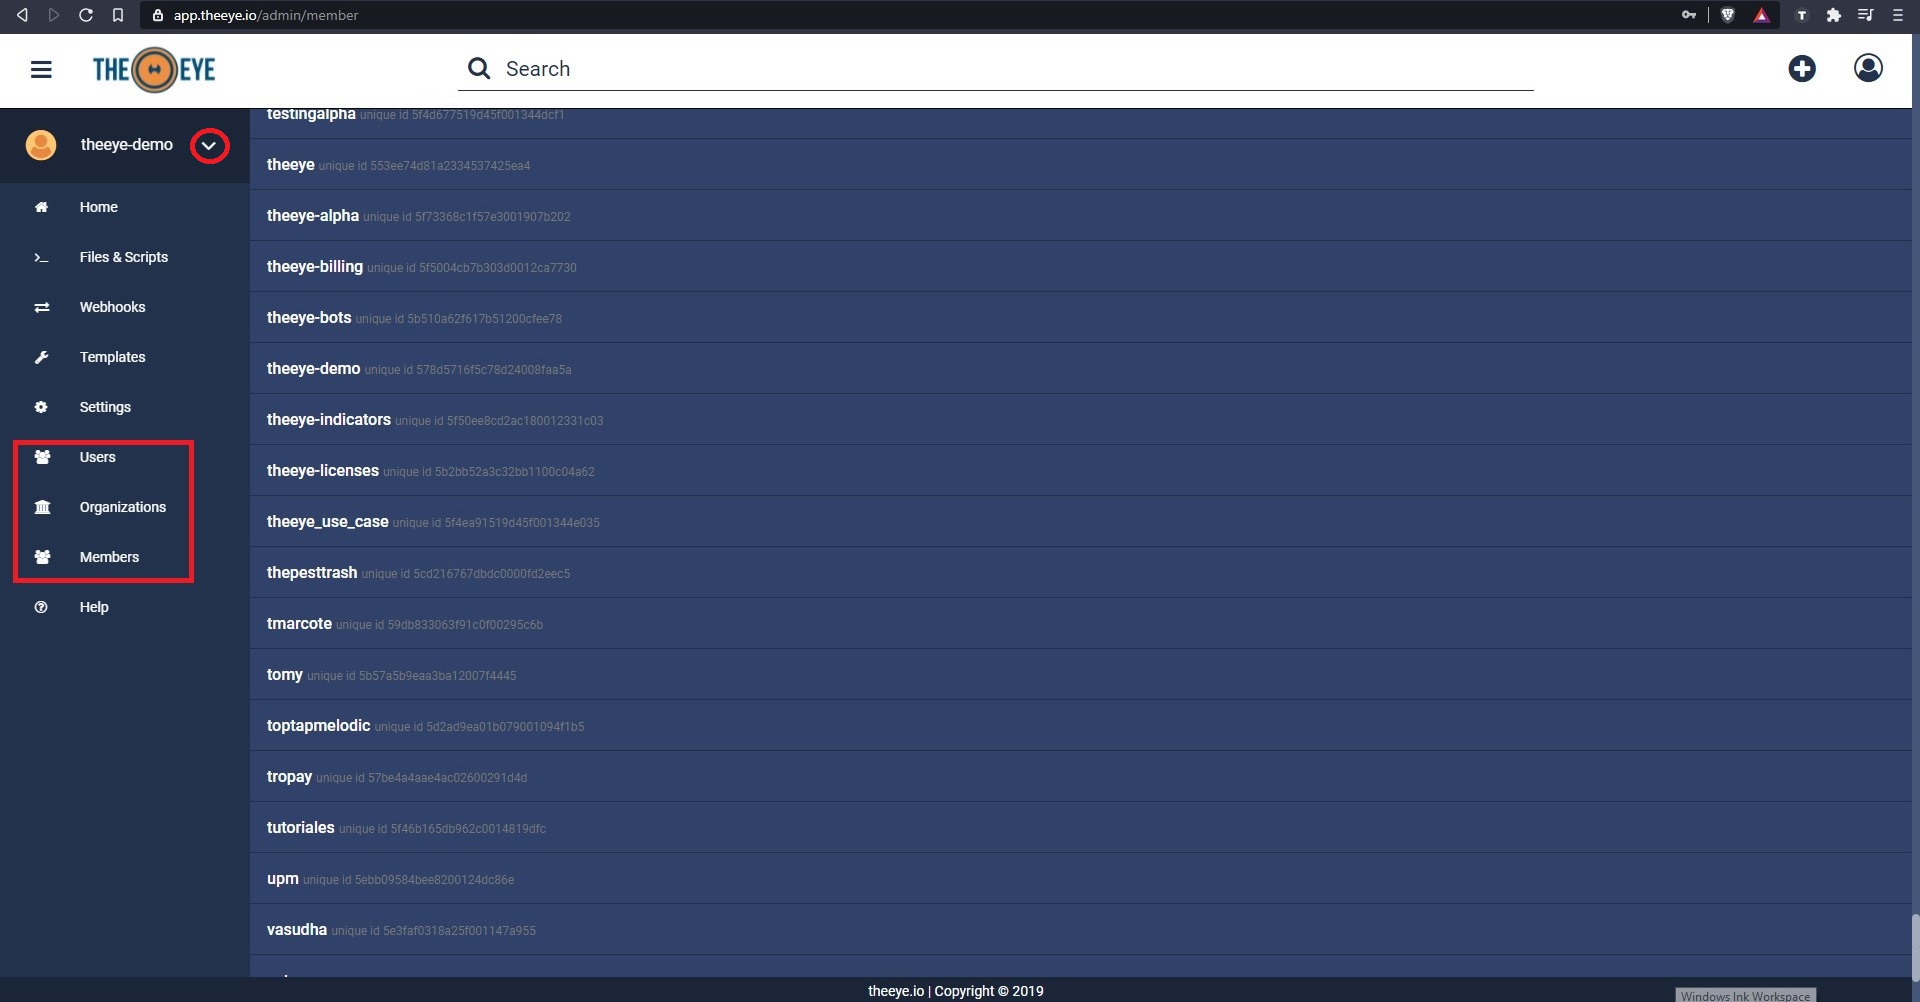 app.theeye.io/admin/member
THE EYE
Search
theeye-demo
Home
Files & Scripts
Webhooks
Templates
Settings
Users
Organizations
Members
Help
testingalpha unique id 5f4d677519d45f001344dcf1
theeye unique id 553ee74d81a2334537425ea4
theeye-alpha unique id 5f73368c1f57e3001907b202
theeye-billing unique id 5f5004cb7b303d0012ca7730
theeye-bots unique id 5b510a62f617b51200cfee78
theeye-demo unique id 578d5716f5c78d24008faa5a
theeye-indicators unique id 5f50ee8cd2ac180012331c03
theeye-licenses unique id 5b2bb52a3c32bb1100c04a62
theeye_use_case unique id 5f4ea91519d45f001344e035
thepesttrash unique id 5cd216767dbdc0000fd2eec5
tmarcote unique id 59db833063f91c0f00295c6b
tomy unique id 5b57a5b9eaa3ba12007f4445
toptapmelodic unique id 5d2ad9ea01b079001094f1b5
tropay unique id 57be4a4aae4ac02600291d4d
tutoriales unique id 5f46b165db962c0014819dfc
upm unique id 5ebb09584bee8200124dc86e
vasudha unique id 5e3faf0318a25f001147a955
theeye.io | Copyright © 2019
Windows Ink Workspace